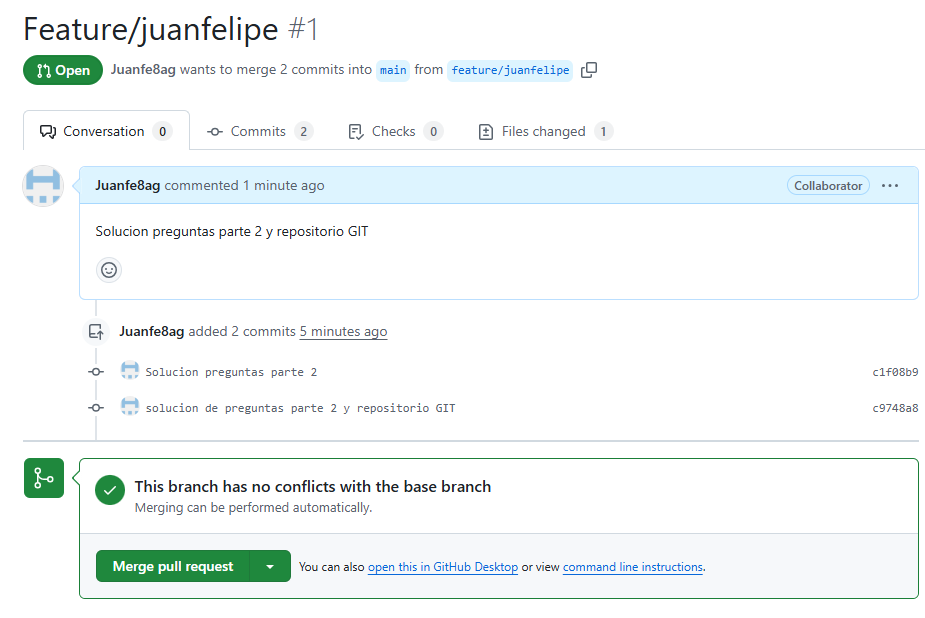 Feature/juanfelipe #1
Open Juanfe8ag wants to merge 2 commits into main from feature/juanfelipe
Conversation 0 Commits 2 Checks 0 Files changed 1
Juanfe8ag commented 1 minute ago Collaborator
Solucion preguntas parte 2 y repositorio GIT
Juanfe8ag added 2 commits 5 minutes ago
Solucion preguntas parte 2 c1f08b9
solucion de preguntas parte 2 y repositorio GIT c9748a8
This branch has no conflicts with the base branch
Merging can be performed automatically.
Merge pull request You can also open this in GitHub Desktop or view command line instructions.